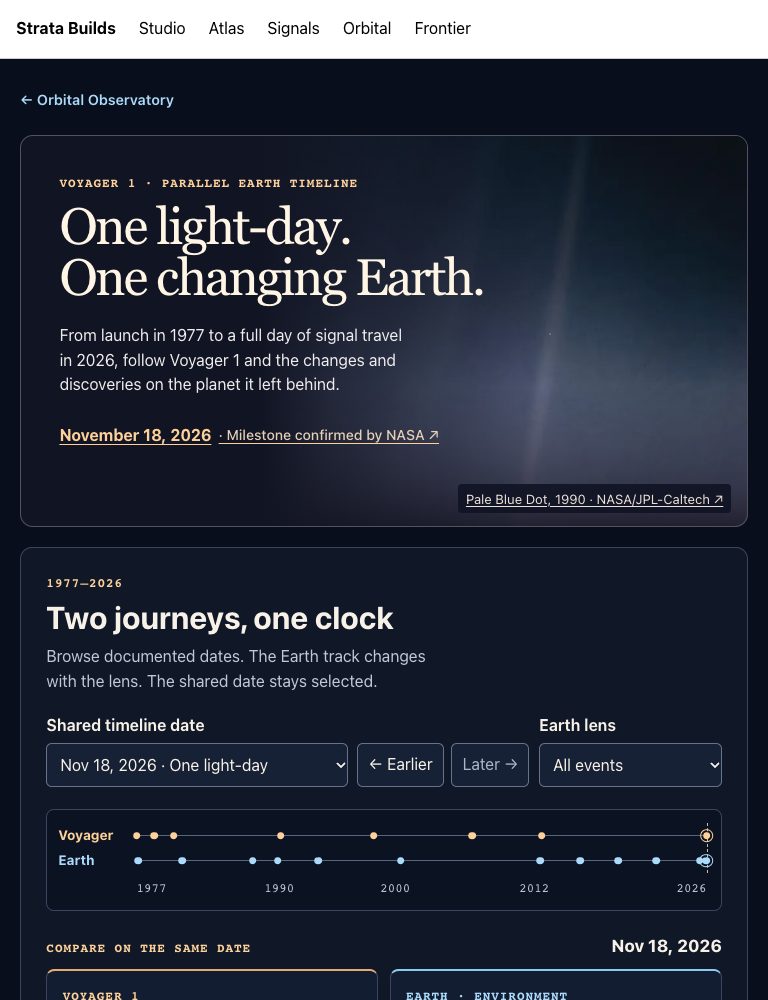 Strata Builds Studio Atlas Signals Orbital Frontier
← Orbital Observatory
VOYAGER 1 · PARALLEL EARTH TIMELINE
One light-day.
One changing Earth.
From launch in 1977 to a full day of signal travel
in 2026, follow Voyager 1 and the changes and
discoveries on the planet it left behind.
November 18, 2026 · Milestone confirmed by NASA ↗
Pale Blue Dot, 1990 · NASA/JPL-Caltech ↗
1977—2026
Two journeys, one clock
Browse documented dates. The Earth track changes
with the lens. The shared date stays selected.
Shared timeline date Earth lens
Nov 18, 2026 · One light-day ← Earlier Later → All events
Voyager
Earth
1977 1990 2000 2012 2026
COMPARE ON THE SAME DATE Nov 18, 2026
VOYAGER 1 EARTH · ENVIRONMENT